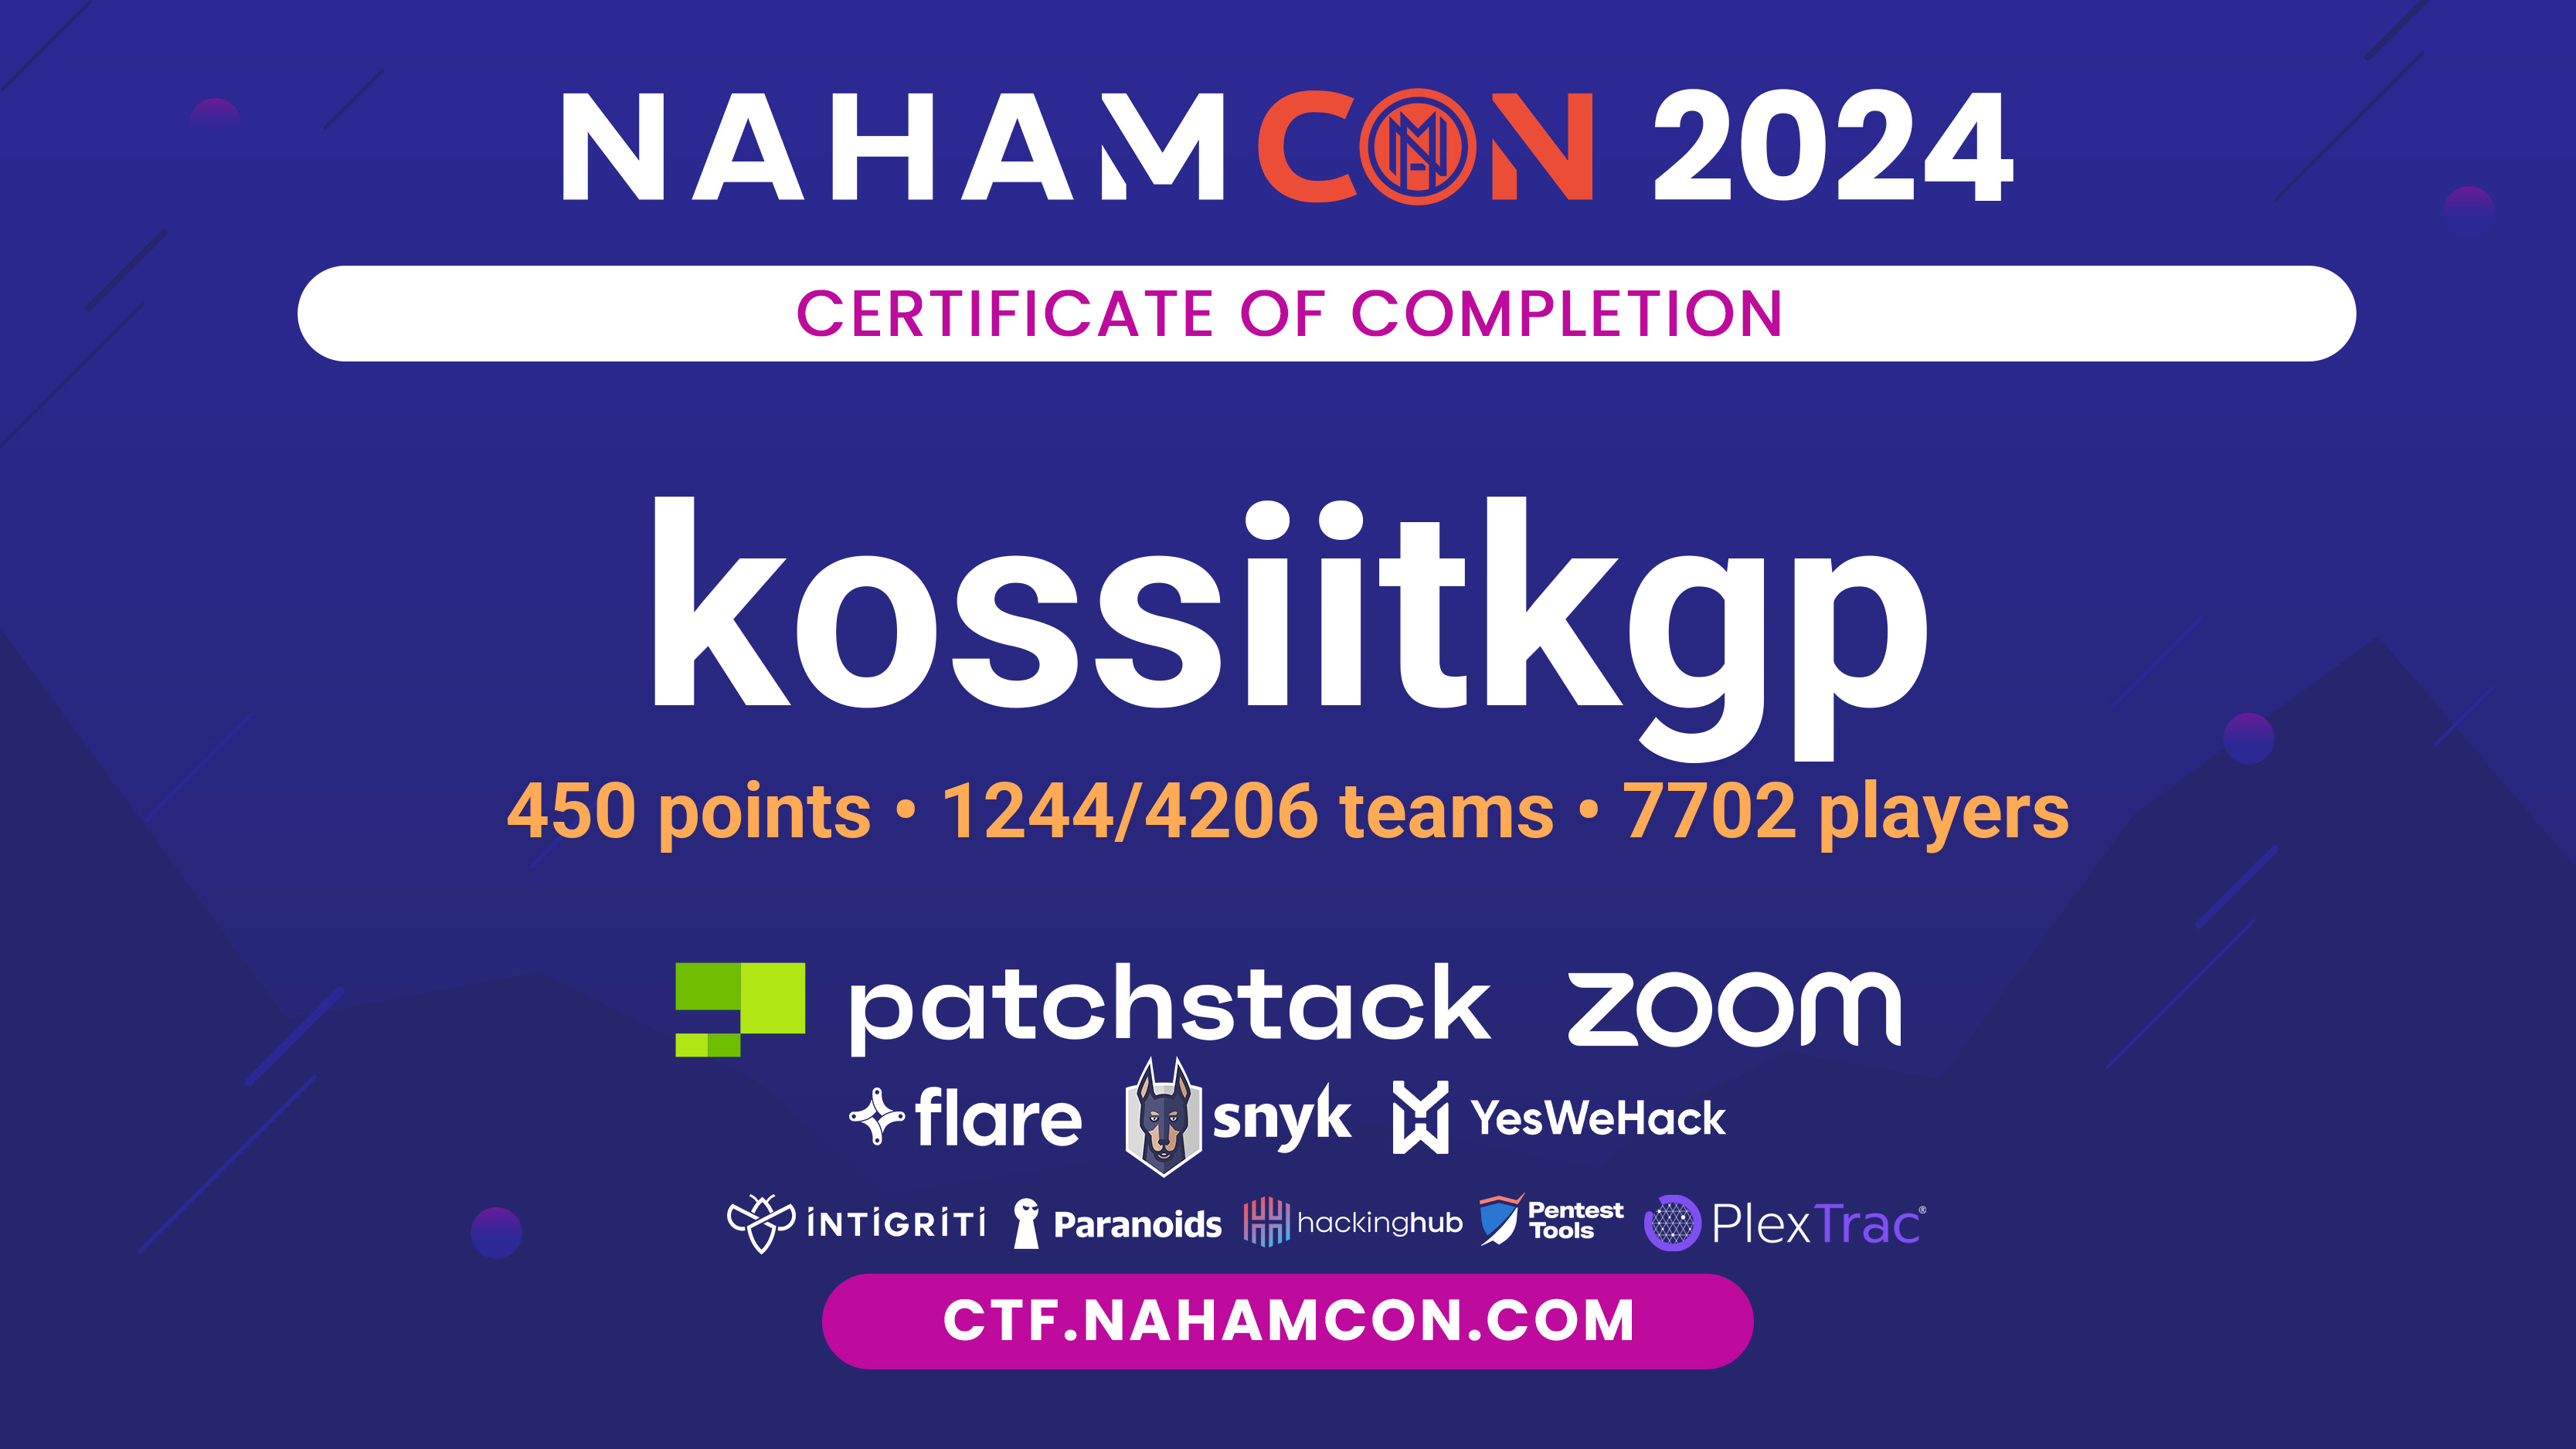 NAHAMCON 2024
CERTIFICATE OF COMPLETION
kossiitkgp
450 points • 1244/4206 teams • 7702 players
patchstack zoom
flare snyk YesWeHack
INTIGRITI Paranoids hackinghub Pentest Tools PlexTrac®
CTF.NAHAMCON.COM